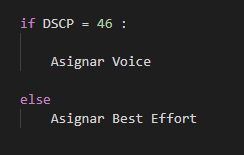 if DSCP = 46 :
Asignar Voice
else
Asignar Best Effort